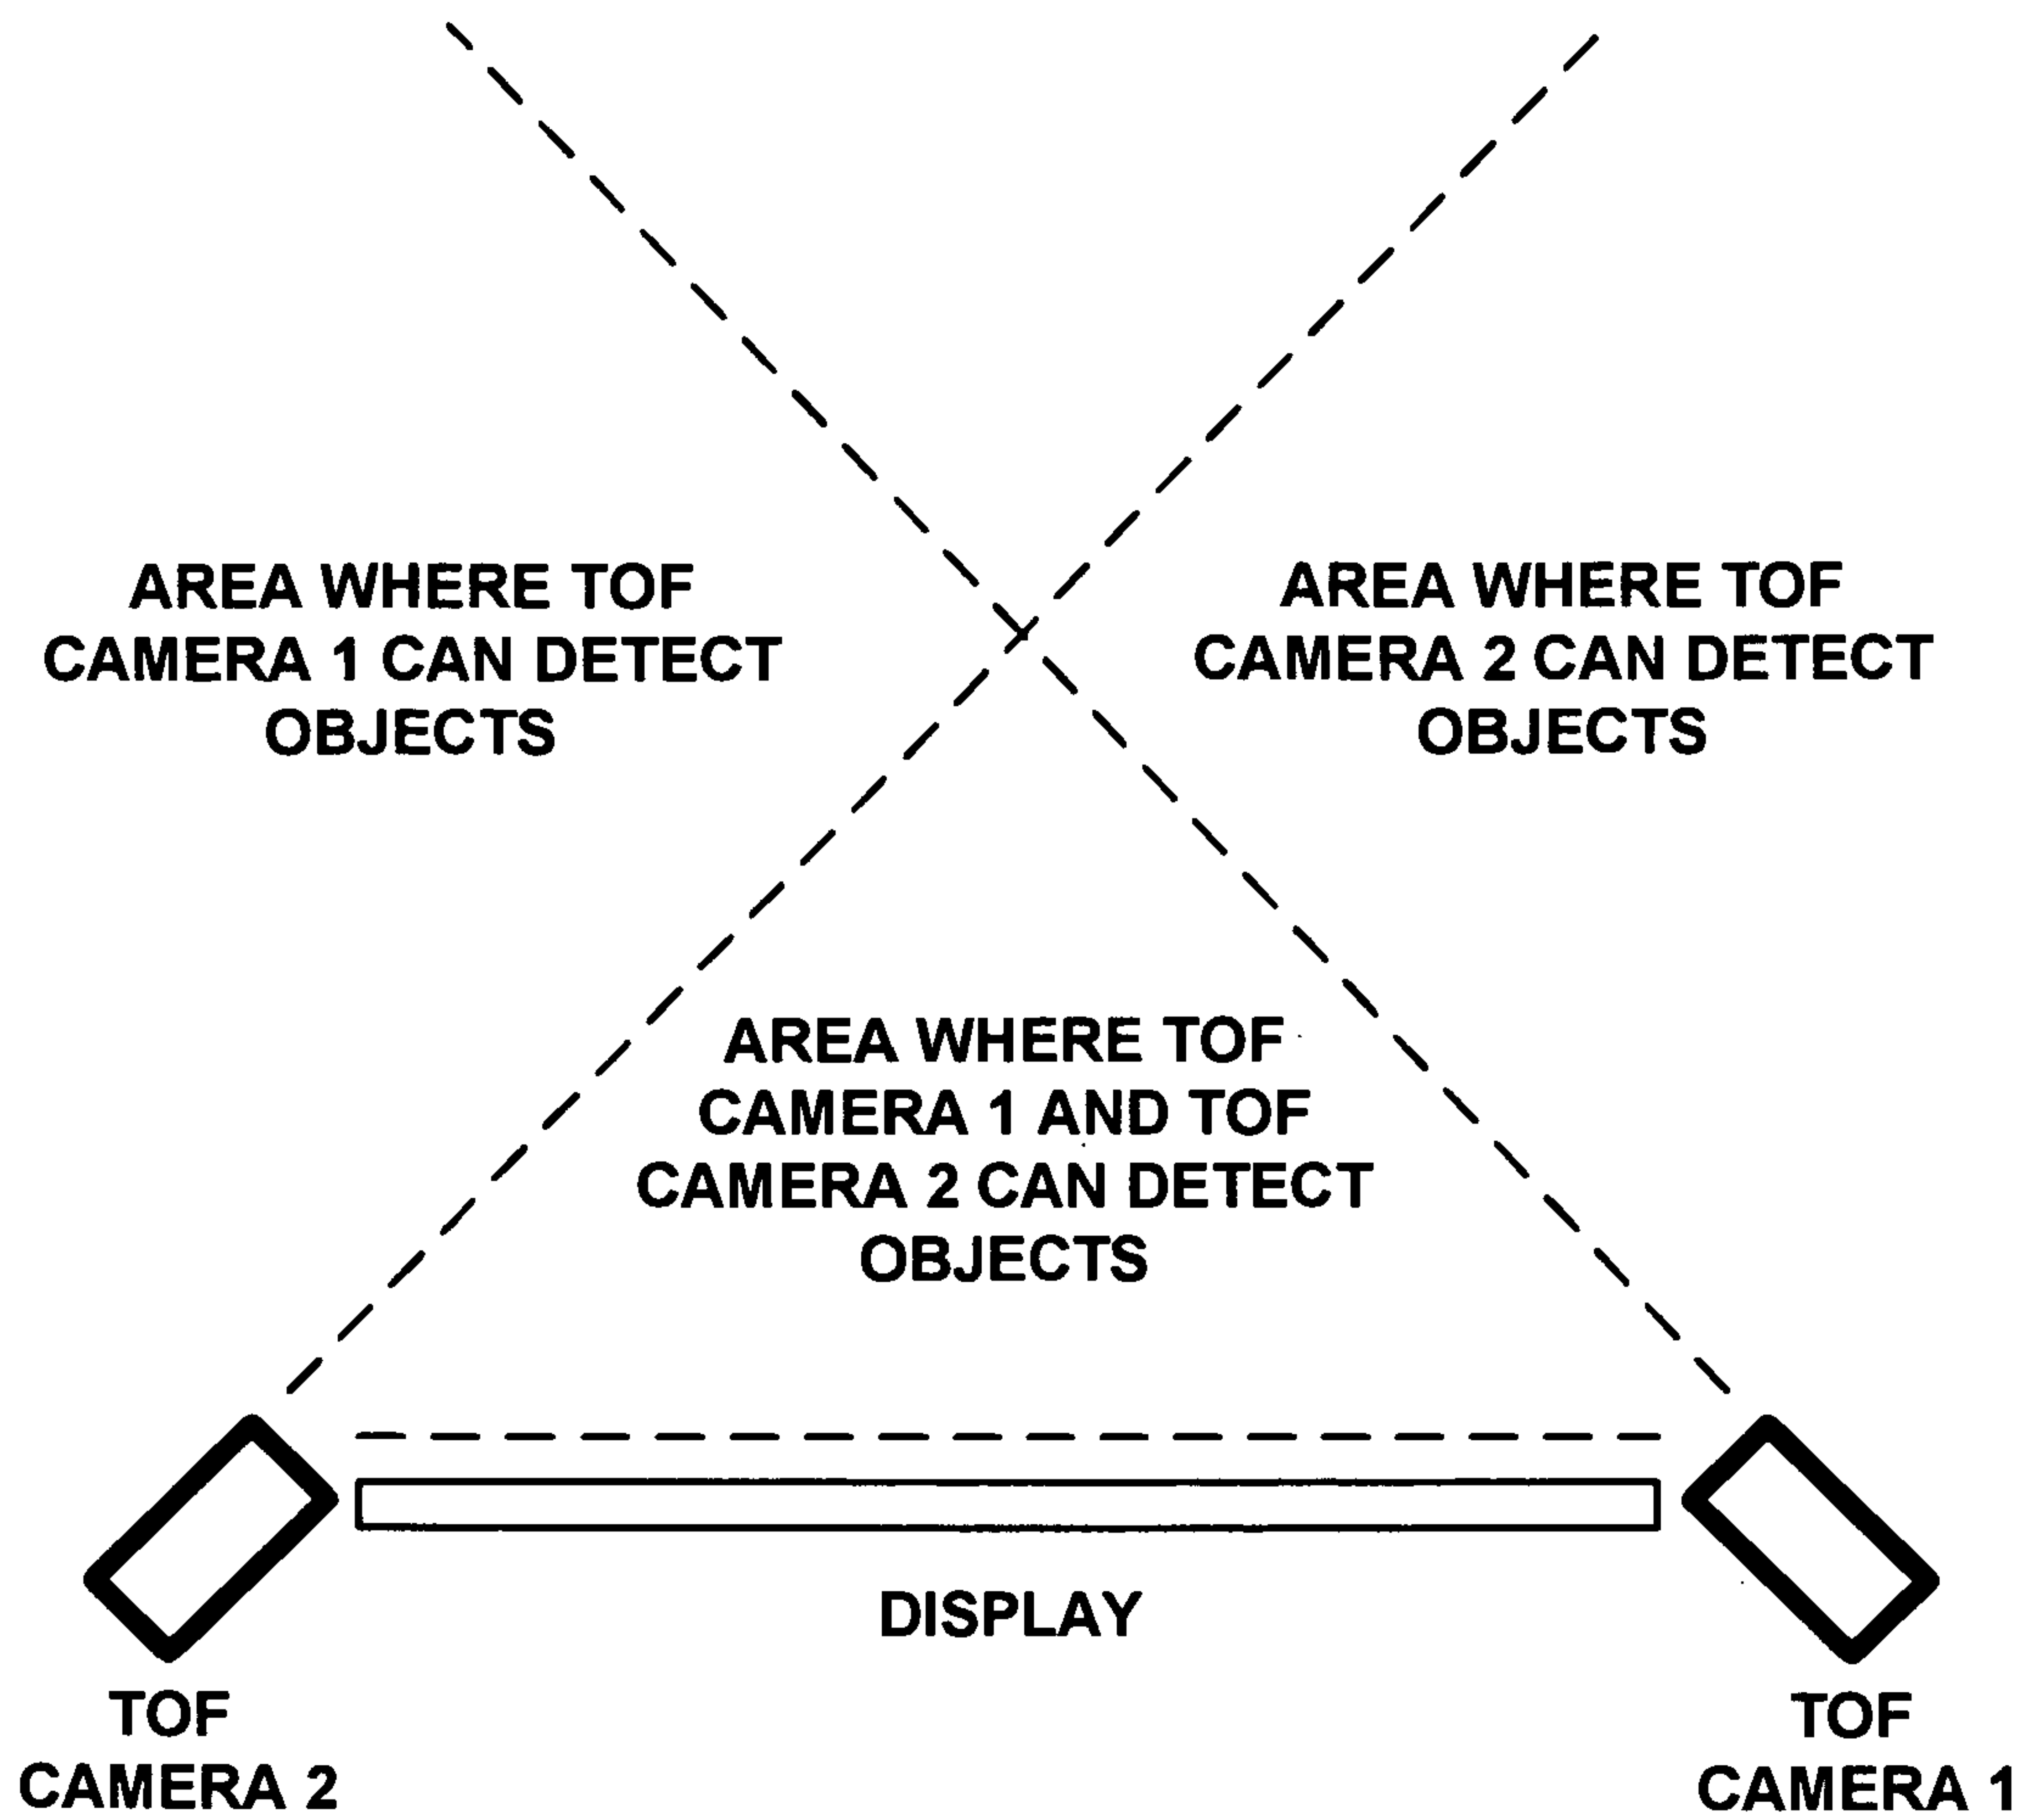 AREA WHERE TOF
CAMERA 1 CAN DETECT
OBJECTS
AREA WHERE TOF
CAMERA 2 CAN DETECT
OBJECTS
AREA WHERE TOF
CAMERA 1 AND TOF
CAMERA 2 CAN DETECT
OBJECTS
DISPLAY
TOF
CAMERA 2
TOF
CAMERA 1